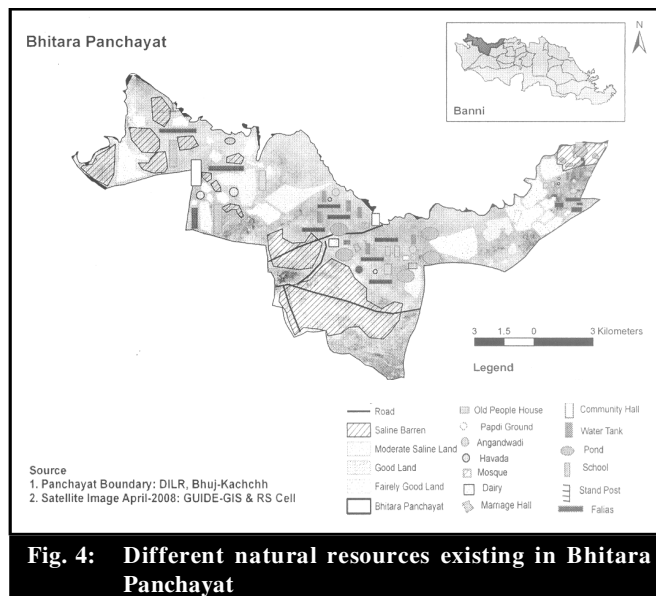 Bhitara Panchayat
N
Banni
3 1.5 0 3 Kilometers
Legend
Road
Saline Barren
Moderate Saline Land
Good Land
Fairely Good Land
Bhitara Panchayat
Old People House
Papdi Ground
Angandwadi
Havada
Mosque
Dairy
Marriage Hall
Community Hall
Water Tank
Pond
School
Stand Post
Falias
Source
1. Panchayat Boundary: DILR, Bhuj-Kachchh
2. Satellite Image April-2008: GUIDE-GIS & RS Cell
Fig. 4: Different natural resources existing in Bhitara
Panchayat